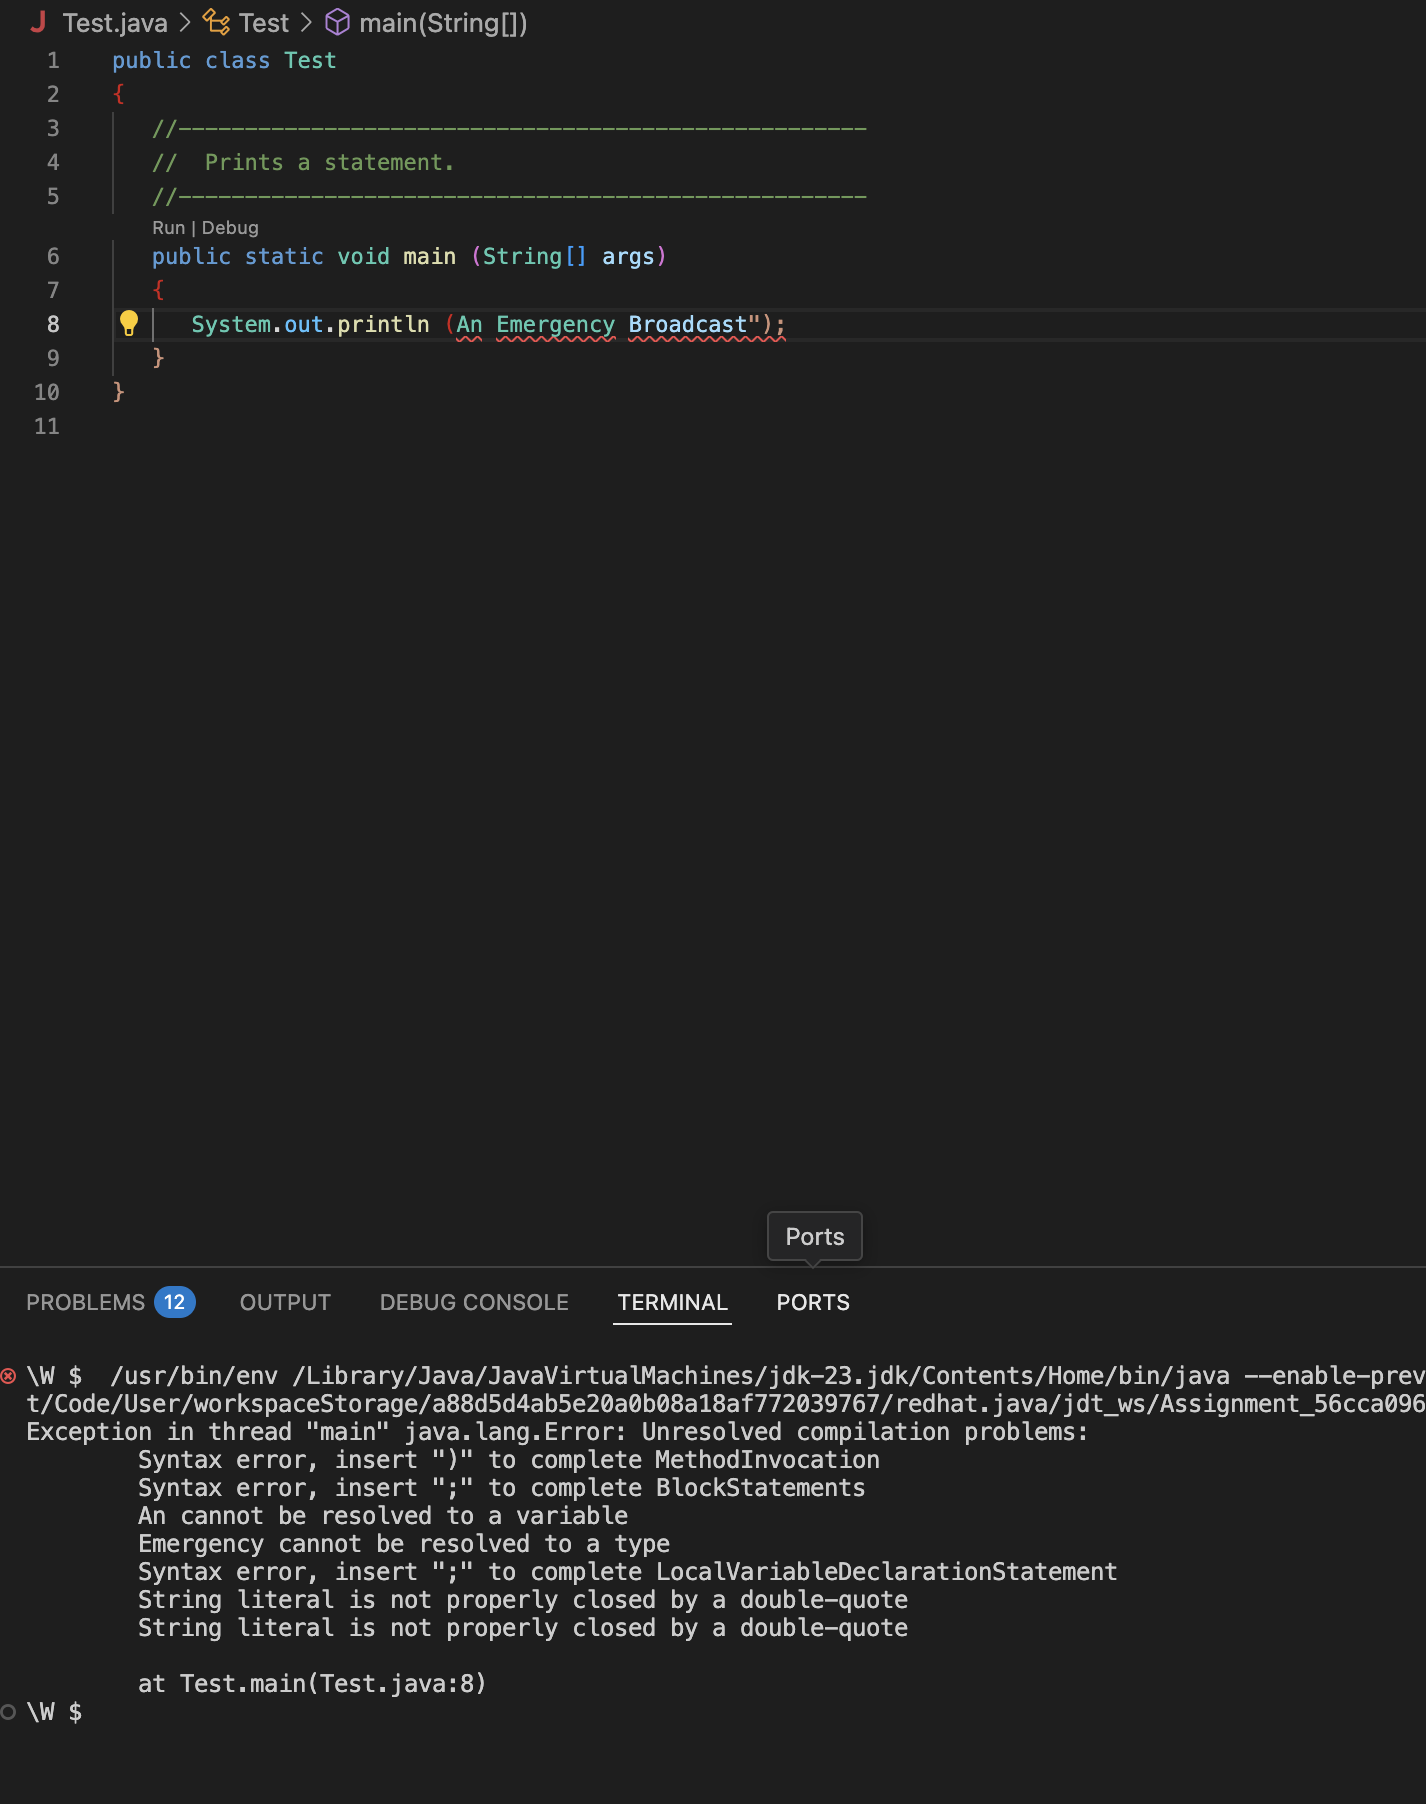 Test.java > Test > main(String[])
1 public class Test
2 {
3 //----------------------------------------------------
4 //  Prints a statement.
5 //----------------------------------------------------
Run | Debug
6 public static void main (String[] args)
7 {
8 System.out.println (An Emergency Broadcast");
9 }
10 }
11
Ports
PROBLEMS 12 OUTPUT DEBUG CONSOLE TERMINAL PORTS
\W $  /usr/bin/env /Library/Java/JavaVirtualMachines/jdk-23.jdk/Contents/Home/bin/java --enable-prev
t/Code/User/workspaceStorage/a88d5d4ab5e20a0b08a18af772039767/redhat.java/jdt_ws/Assignment_56cca096
Exception in thread "main" java.lang.Error: Unresolved compilation problems:
Syntax error, insert ")" to complete MethodInvocation
Syntax error, insert ";" to complete BlockStatements
An cannot be resolved to a variable
Emergency cannot be resolved to a type
Syntax error, insert ";" to complete LocalVariableDeclarationStatement
String literal is not properly closed by a double-quote
String literal is not properly closed by a double-quote
at Test.main(Test.java:8)
\W $